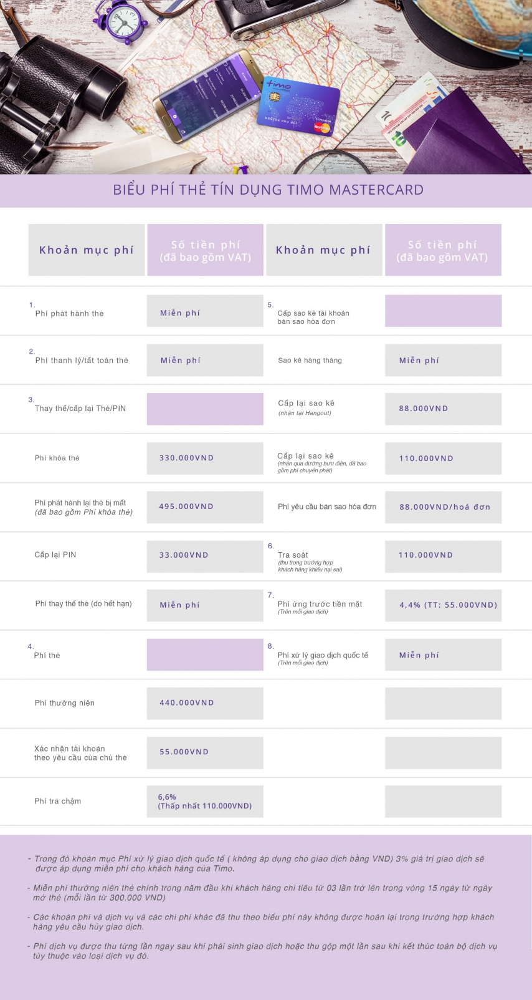 timo
NGUYEN HUU DUC
TITANIUM
MasterCard
10
BIỂU PHÍ THẺ TÍN DỤNG TIMO MASTERCARD
Khoản mục phí
Số tiền phí
(đã bao gồm VAT)
Khoản mục phí
Số tiền phí
(đã bao gồm VAT)
1.
Phí phát hành thẻ
Miễn phí
5.
Cấp sao kê tài khoản
bản sao hóa đơn
2.
Phí thanh lý/tất toán thẻ
Miễn phí
Sao kê hàng tháng
Miễn phí
3.
Thay thế/cấp lại Thẻ/PIN
Cấp lại sao kê
(nhận tại Hangout)
88.000VND
Phí khóa thẻ
330.000VND
Cấp lại sao kê
(nhận qua đường bưu điện, đã bao
gồm phí chuyển phát)
110.000VND
Phí phát hành lại thẻ bị mất
(đã bao gồm Phí khóa thẻ)
495.000VND
Phí yêu cầu bản sao hóa đơn
88.000VND/hoá đơn
Cấp lại PIN
33.000VND
6.
Tra soát
(thu trong trường hợp
khách hàng khiếu nại sai)
110.000VND
Phí thay thế thẻ (do hết hạn)
Miễn phí
7.
Phí ứng trước tiền mặt
(Trên mỗi giao dịch)
4,4% (TT: 55.000VND)
4.
Phí thẻ
8.
Phí xử lý giao dịch quốc tế
(Trên mỗi giao dịch)
Miễn phí
Phí thường niên
440.000VND
Xác nhận tài khoản
theo yêu cầu của chủ thẻ
55.000VND
Phí trả chậm
6,6%
(Thấp nhất 110.000VND)
- Trong đó khoản mục Phí xử lý giao dịch quốc tế ( không áp dụng cho giao dịch bằng VND) 3% giá trị giao dịch sẽ
được áp dụng miễn phí cho khách hàng của Timo.
- Miễn phí thường niên thẻ chính trong năm đầu khi khách hàng chi tiêu từ 03 lần trở lên trong vòng 15 ngày từ ngày
mở thẻ (mỗi lần từ 300.000 VND)
- Các khoản phí và dịch vụ và các chi phí khác đã thu theo biểu phí này không được hoàn lại trong trường hợp khách
hàng yêu cầu hủy giao dịch.
- Phí dịch vụ được thu từng lần ngay sau khi phát sinh giao dịch hoặc thu gộp một lần sau khi kết thúc toàn bộ dịch vụ
tùy thuộc vào loại dịch vụ đó.